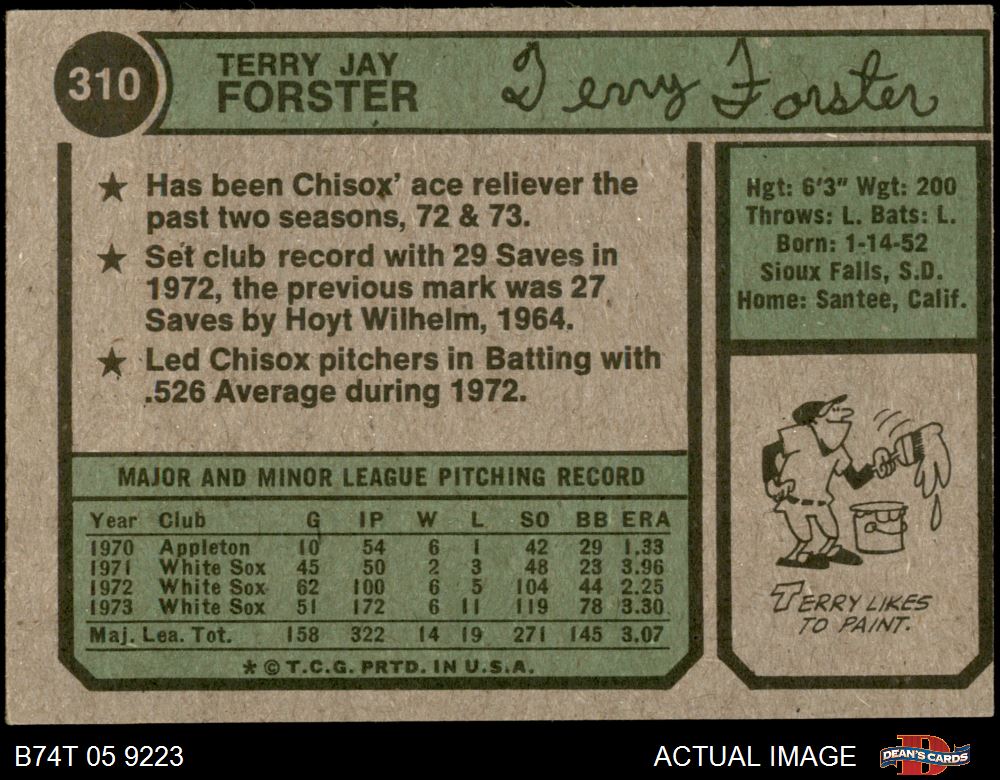 310
TERRY JAY
FORSTER
Terry Forster
★ Has been Chisox' ace reliever the
past two seasons, 72 & 73.
★ Set club record with 29 Saves in
1972, the previous mark was 27
Saves by Hoyt Wilhelm, 1964.
★ Led Chisox pitchers in Batting with
.526 Average during 1972.
Hgt: 6'3" Wgt: 200
Throws: L. Bats: L.
Born: 1-14-52
Sioux Falls, S.D.
Home: Santee, Calif.
MAJOR AND MINOR LEAGUE PITCHING RECORD
Year Club G IP W L SO BB ERA
1970 Appleton 10 54 6 1 42 29 1.33
1971 White Sox 45 50 2 3 48 23 3.96
1972 White Sox 62 100 6 5 104 44 2.25
1973 White Sox 51 172 6 11 119 78 3.30
Maj. Lea. Tot. 158 322 14 19 271 145 3.07
* © T.C.G. PRTD. IN U.S.A.
TERRY LIKES
TO PAINT.
B74T 05 9223
ACTUAL IMAGE
DEAN'S CARDS